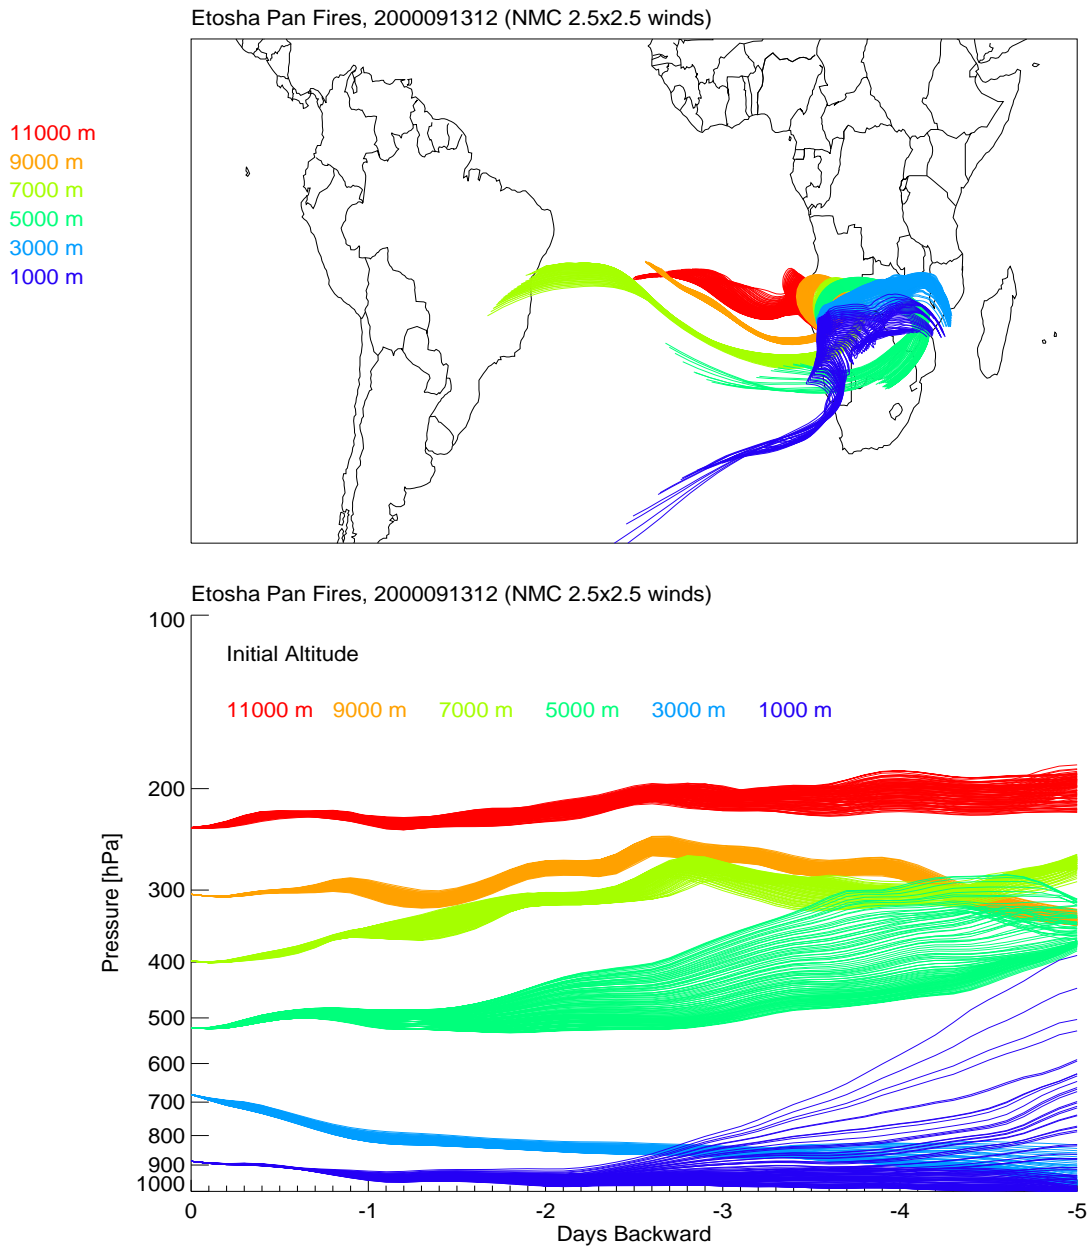 Etosha Pan Fires, 2000091312 (NMC 2.5x2.5 winds)
11000 m
9000 m
7000 m
5000 m
3000 m
1000 m
Etosha Pan Fires, 2000091312 (NMC 2.5x2.5 winds)
Initial Altitude
11000 m 9000 m 7000 m 5000 m 3000 m 1000 m
Pressure [hPa]
100
200
300
400
500
600
700
800
900
1000
0 -1 -2 -3 -4 -5
Days Backward